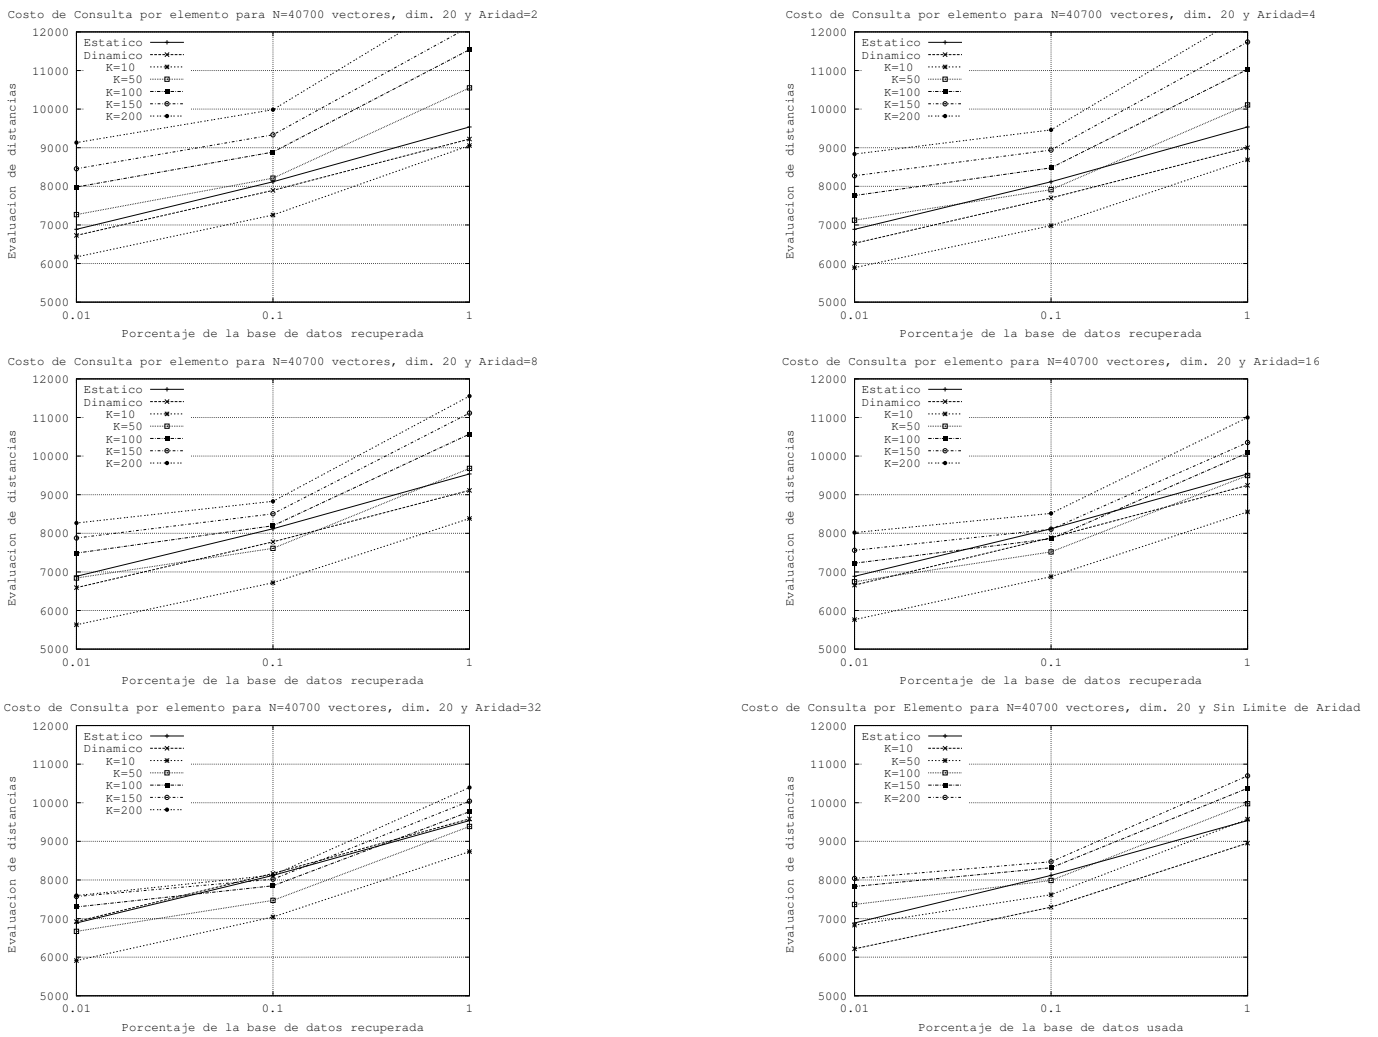 Costo de Consulta por elemento para N=40700 vectores, dim. 20 y Aridad=2
12000
11000
10000
9000
8000
7000
6000
5000
Evaluacion de distancias
Estatico
Dinamico
K=10
K=50
K=100
K=150
K=200
0.01 0.1 1
Porcentaje de la base de datos recuperada
Costo de Consulta por elemento para N=40700 vectores, dim. 20 y Aridad=4
12000
11000
10000
9000
8000
7000
6000
5000
Evaluacion de distancias
Estatico
Dinamico
K=10
K=50
K=100
K=150
K=200
0.01 0.1 1
Porcentaje de la base de datos recuperada
Costo de Consulta por elemento para N=40700 vectores, dim. 20 y Aridad=8
12000
11000
10000
9000
8000
7000
6000
5000
Evaluacion de distancias
Estatico
Dinamico
K=10
K=50
K=100
K=150
K=200
0.01 0.1 1
Porcentaje de la base de datos recuperada
Costo de Consulta por elemento para N=40700 vectores, dim. 20 y Aridad=16
12000
11000
10000
9000
8000
7000
6000
5000
Evaluacion de distancias
Estatico
Dinamico
K=10
K=50
K=100
K=150
K=200
0.01 0.1 1
Porcentaje de la base de datos recuperada
Costo de Consulta por elemento para N=40700 vectores, dim. 20 y Aridad=32
12000
11000
10000
9000
8000
7000
6000
5000
Evaluacion de distancias
Estatico
Dinamico
K=10
K=50
K=100
K=150
K=200
0.01 0.1 1
Porcentaje de la base de datos recuperada
Costo de Consulta por Elemento para N=40700 vectores, dim. 20 y Sin Limite de Aridad
12000
11000
10000
9000
8000
7000
6000
5000
Evaluacion de distancias
Estatico
K=10
K=50
K=100
K=150
K=200
0.01 0.1 1
Porcentaje de la base de datos usada